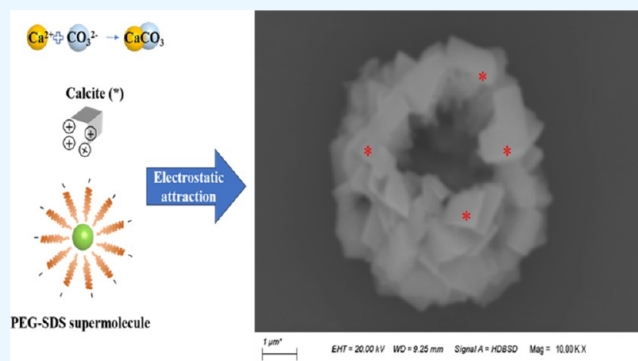 Ca²⁺ + CO₃²⁻ → CaCO₃
Calcite (*)
+ + + +
Electrostatic
attraction
PEG-SDS supermolecule
* * * *
1 µm*
EHT = 20.00 kV WD = 9.25 mm Signal A = HDBSD Mag = 10.00 K X